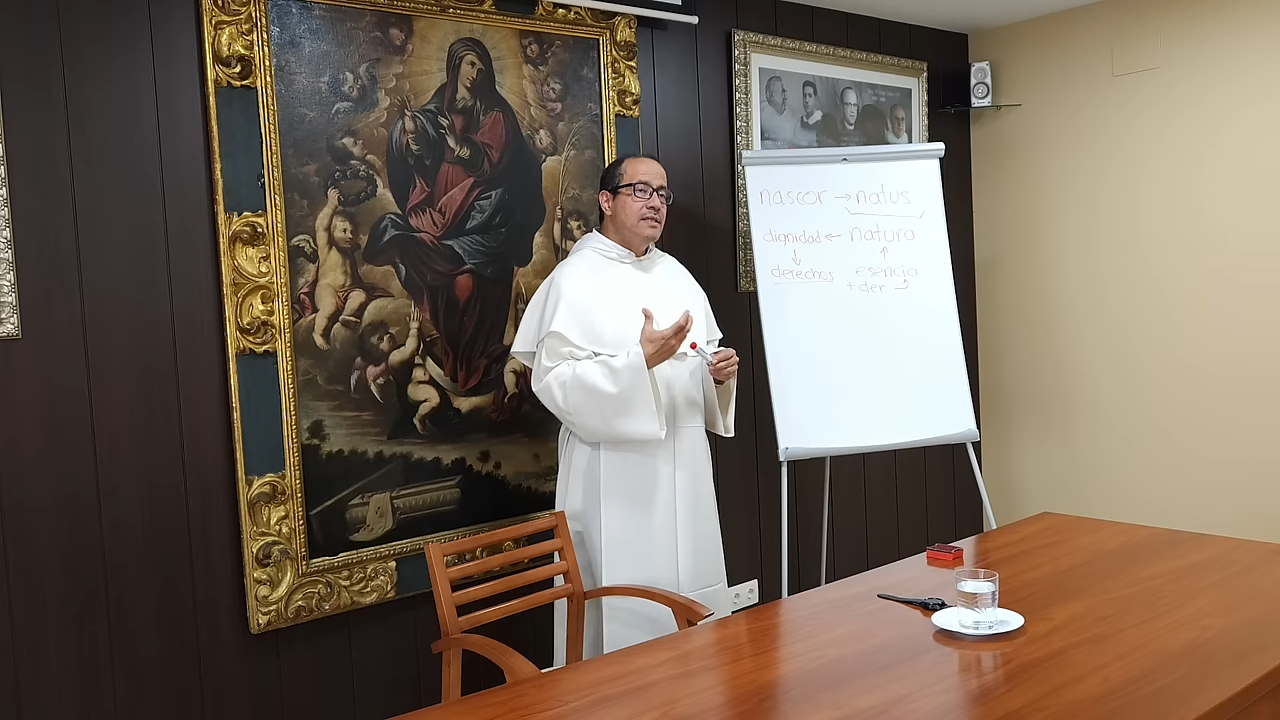 nascor → natus
dignidad ← natura
↓ ↑
derechos esencia
+ der